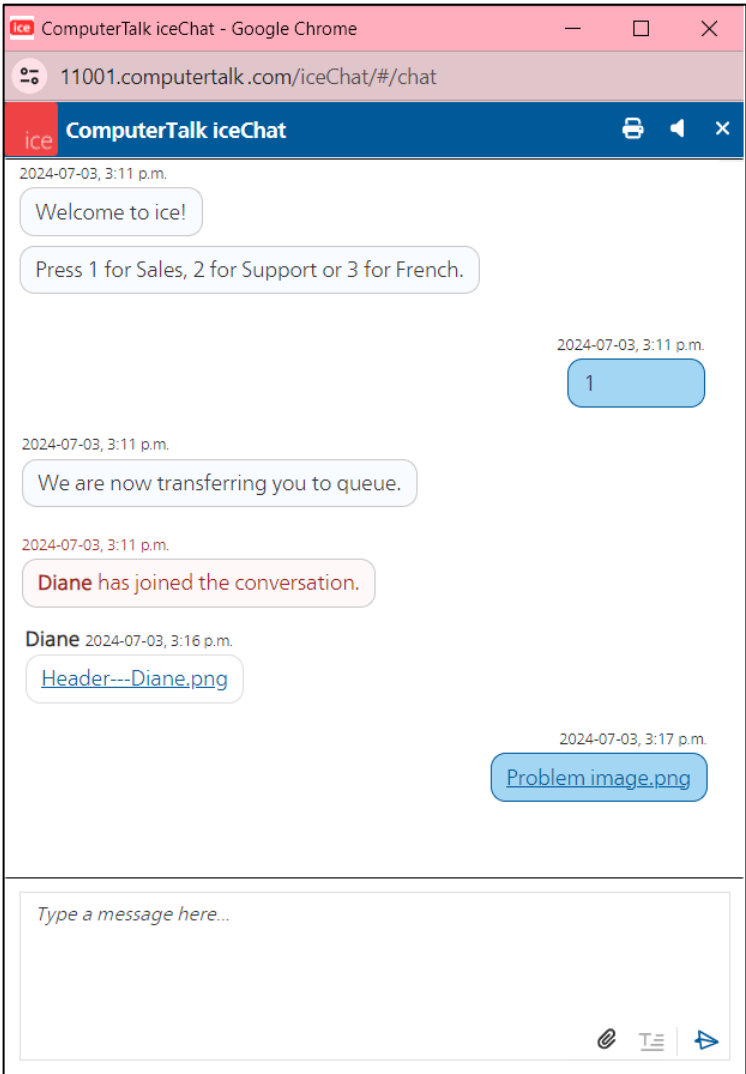 ice ComputerTalk iceChat - Google Chrome
11001.computertalk.com/iceChat/#/chat
ice ComputerTalk iceChat
2024-07-03, 3:11 p.m.
Welcome to ice!
Press 1 for Sales, 2 for Support or 3 for French.
2024-07-03, 3:11 p.m.
1
2024-07-03, 3:11 p.m.
We are now transferring you to queue.
2024-07-03, 3:11 p.m.
Diane has joined the conversation.
Diane 2024-07-03, 3:16 p.m.
Header---Diane.png
2024-07-03, 3:17 p.m.
Problem image.png
Type a message here...